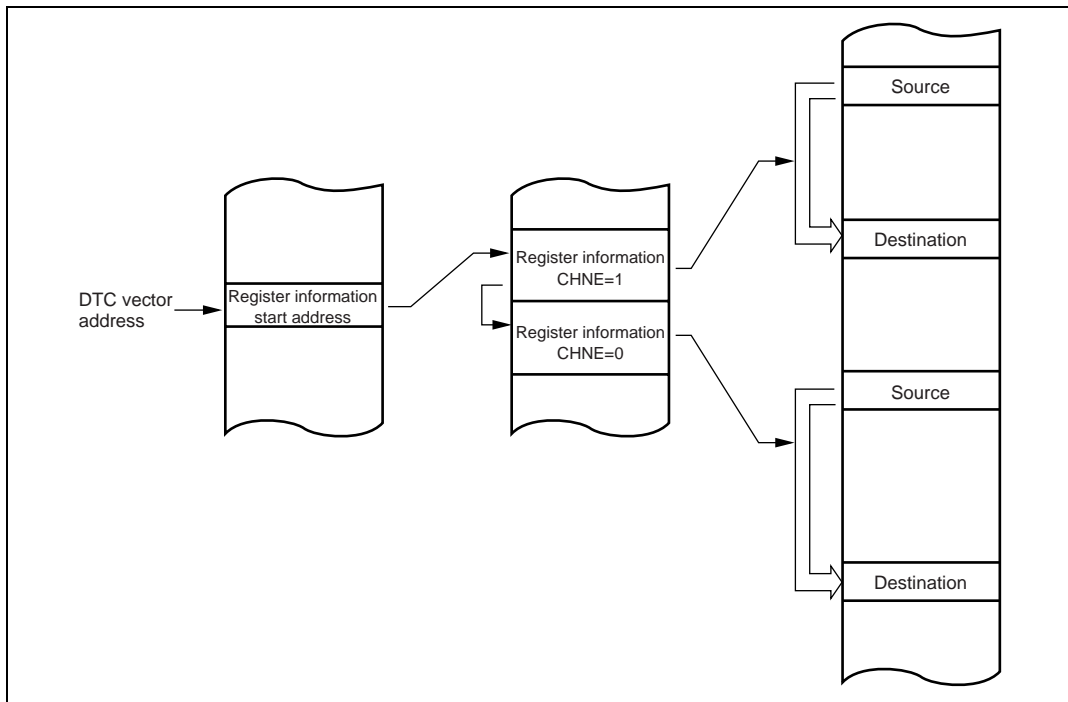 DTC vector
address
Register information
start address
Register information
CHNE=1
Register information
CHNE=0
Source
Destination
Source
Destination